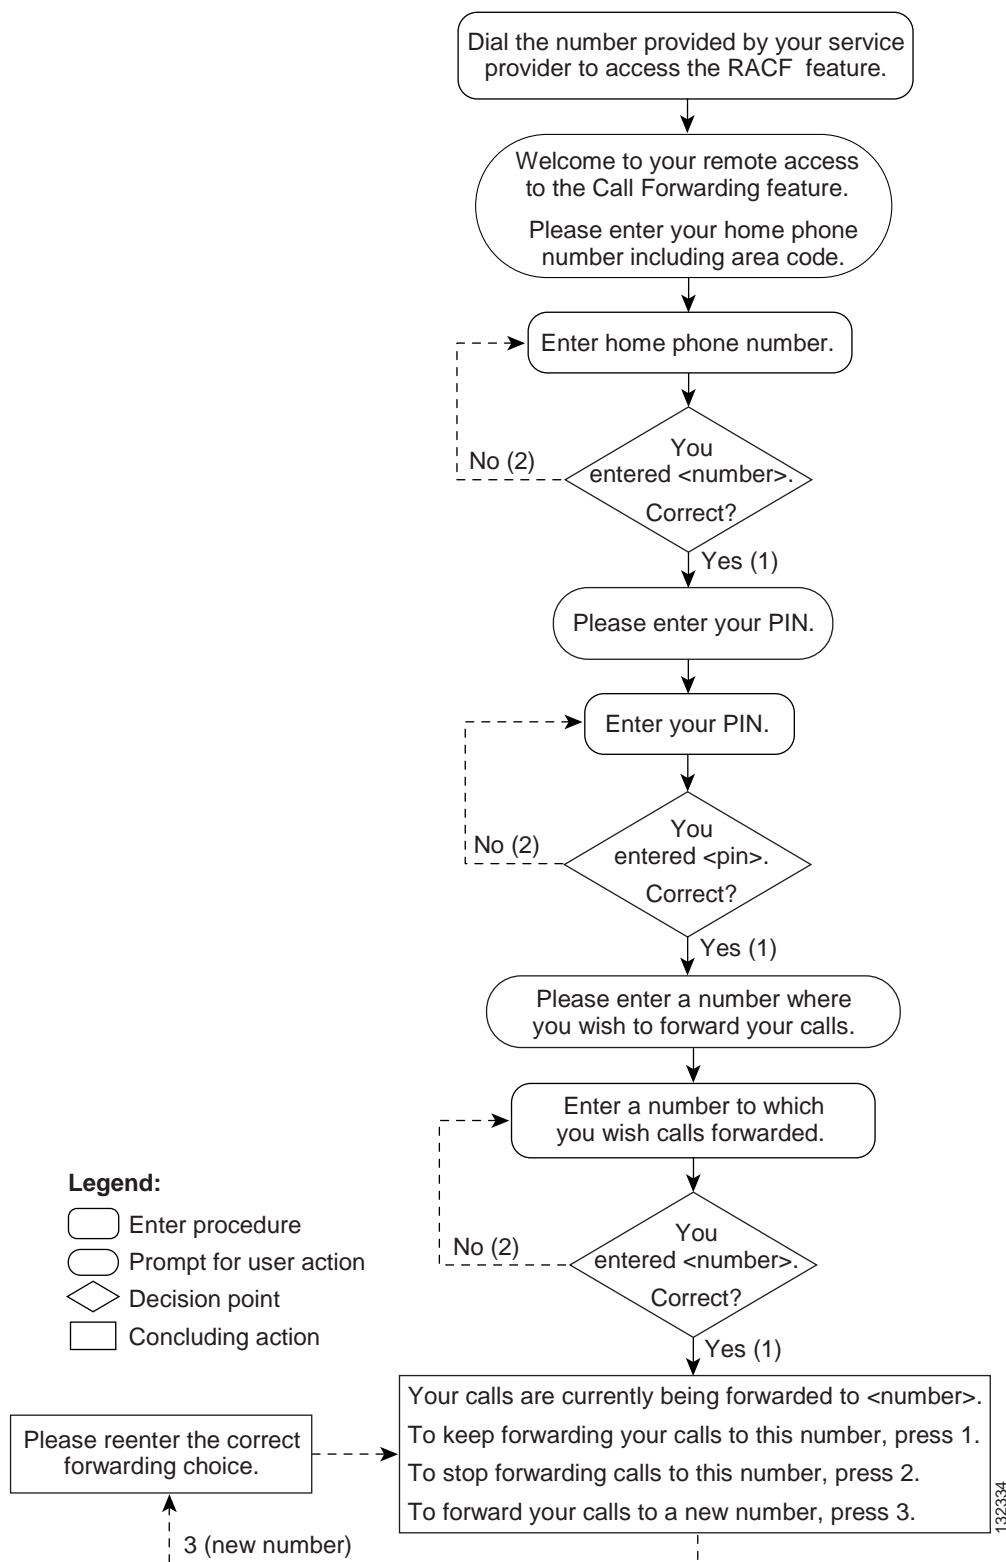 Dial the number provided by your service
provider to access the RACF feature.
Welcome to your remote access
to the Call Forwarding feature.
Please enter your home phone
number including area code.
Enter home phone number.
You
entered <number>.
Correct?
No (2)
Yes (1)
Please enter your PIN.
Enter your PIN.
You
entered <pin>.
Correct?
No (2)
Yes (1)
Please enter a number where
you wish to forward your calls.
Enter a number to which
you wish calls forwarded.
You
entered <number>.
Correct?
No (2)
Yes (1)
Legend:
Enter procedure
Prompt for user action
Decision point
Concluding action
Your calls are currently being forwarded to <number>.
To keep forwarding your calls to this number, press 1.
To stop forwarding calls to this number, press 2.
To forward your calls to a new number, press 3.
Please reenter the correct
forwarding choice.
3 (new number)
132334